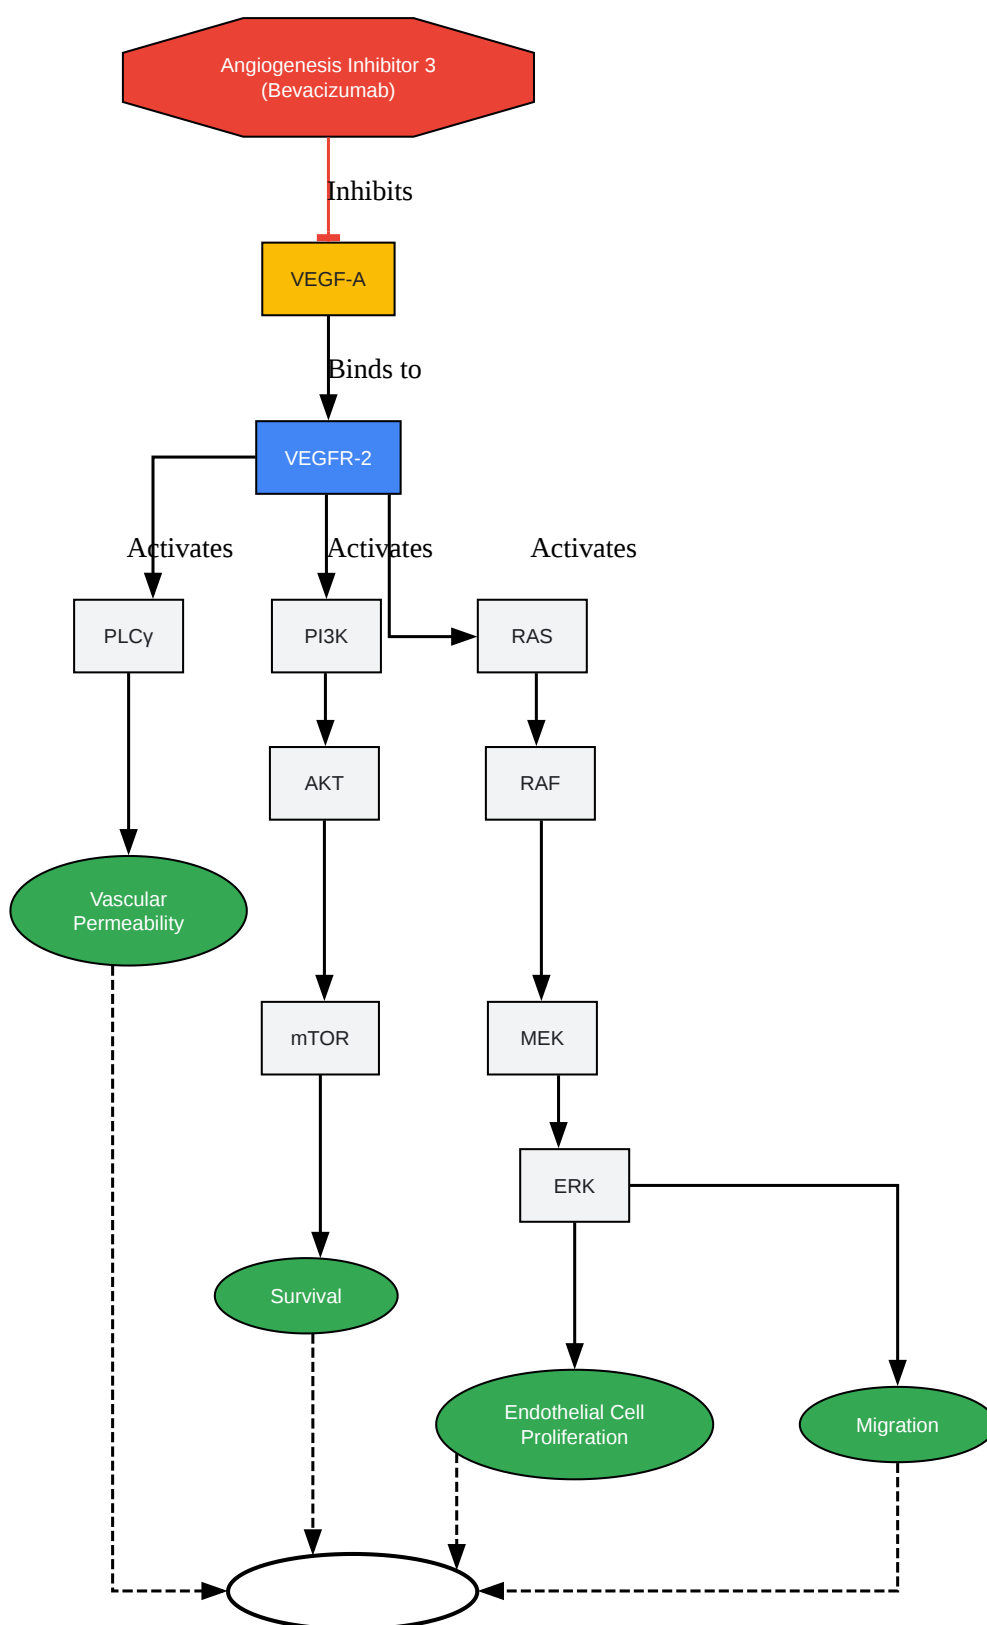 Angiogenesis Inhibitor 3
(Bevacizumab)
Inhibits
VEGF-A
Binds to
VEGFR-2
Activates
Activates
Activates
PLCγ
PI3K
RAS
AKT
RAF
Vascular
Permeability
mTOR
MEK
ERK
Survival
Endothelial Cell
Proliferation
Migration